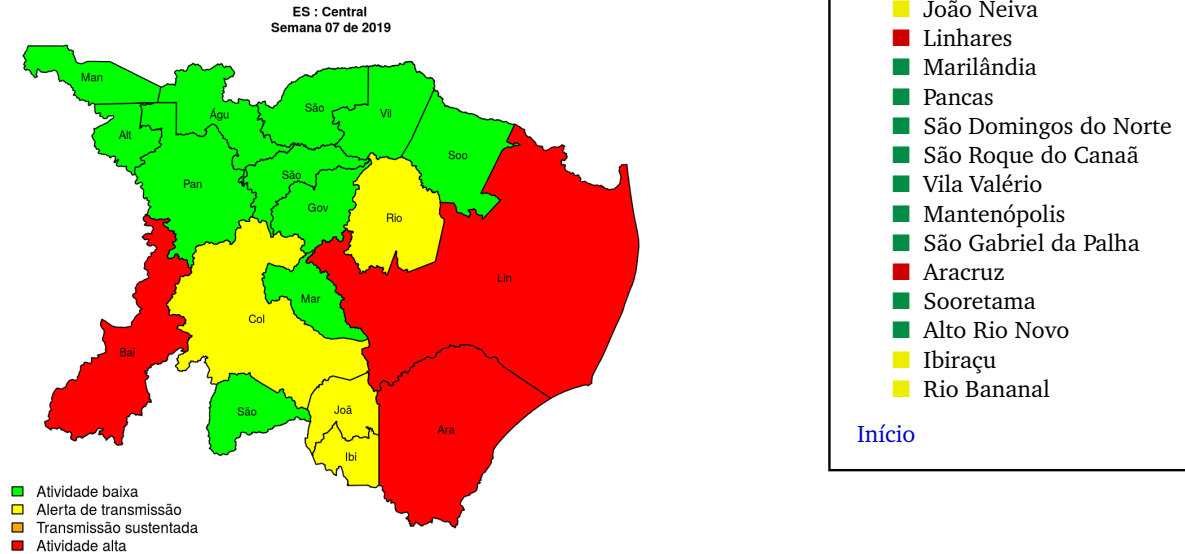 ES : Central
Semana 07 de 2019
Man
Águ
São
Vil
Alt
Soo
São
Pan
Gov
Rio
Lin
Mar
Col
Bai
São
Joã
Ara
Ibi
Atividade baixa
Alerta de transmissão
Transmissão sustentada
Atividade alta
João Neiva
Linhares
Marilândia
Pancas
São Domingos do Norte
São Roque do Canaã
Vila Valério
Mantenópolis
São Gabriel da Palha
Aracruz
Sooretama
Alto Rio Novo
Ibiraçu
Rio Bananal
Início